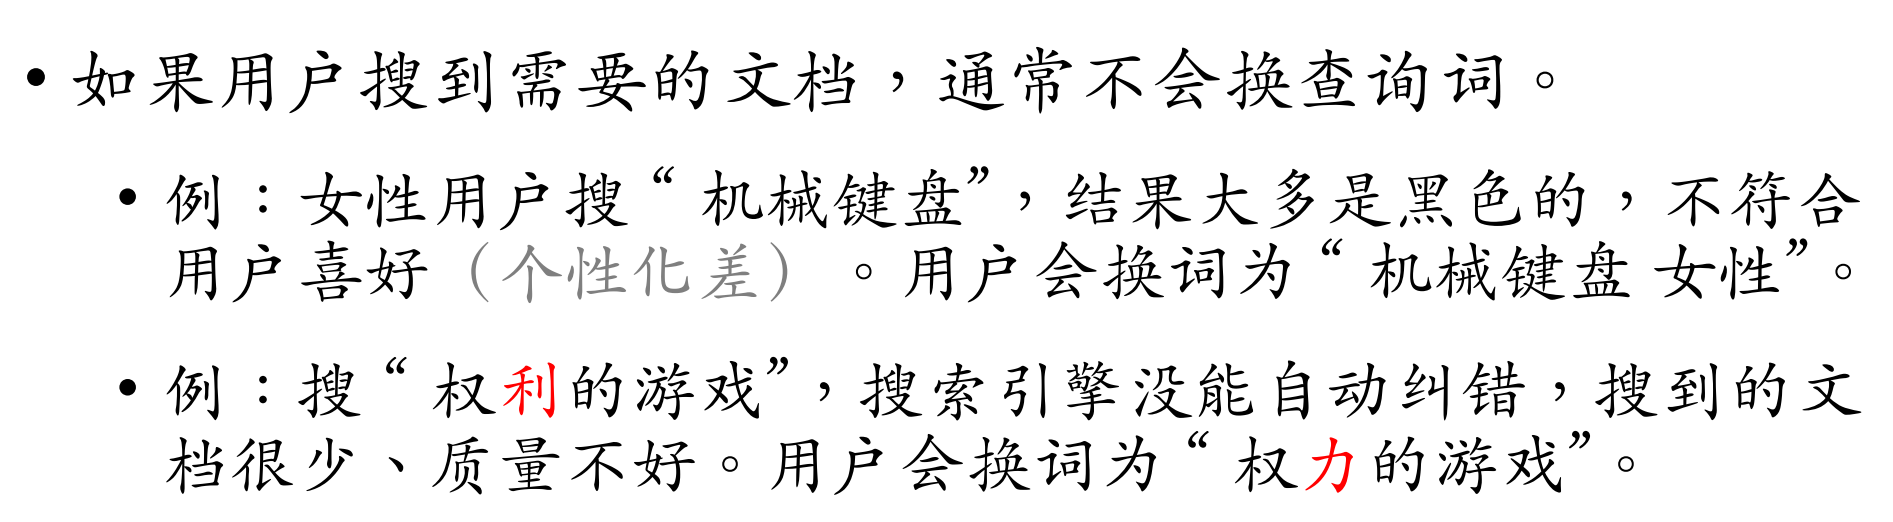 • 如果用户搜到需要的文档，通常不会换查询词。
• 例：女性用户搜“机械键盘”，结果大多是黑色的，不符合
用户喜好（个性化差）。用户会换词为“机械键盘 女性”。
• 例：搜“权利的游戏”，搜索引擎没能自动纠错，搜到的文
档很少、质量不好。用户会换词为“权力的游戏”。